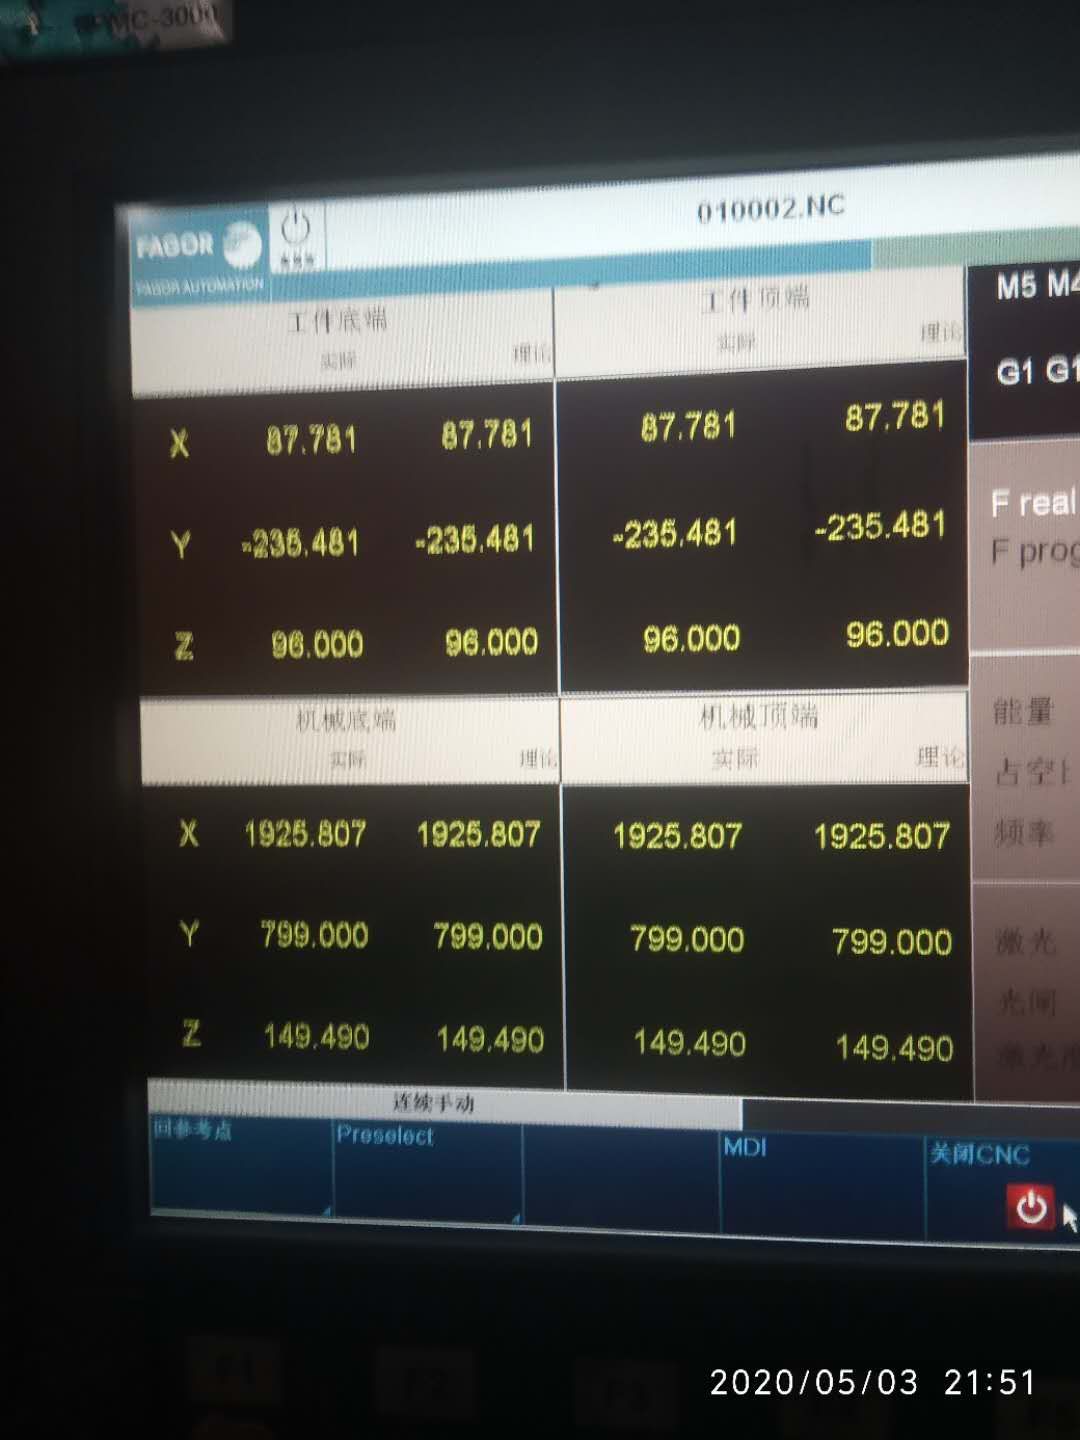 MC-3000
FAGOR
FAGOR AUTOMATION
010002.NC
工件底端 工件顶端
实际 理论 实际 理论
X 87.781 87.781 87.781 87.781
Y -235.481 -235.481 -235.481 -235.481
Z 96.000 96.000 96.000 96.000
机械底端 机械顶端
实际 理论 实际 理论
X 1925.807 1925.807 1925.807 1925.807
Y 799.000 799.000 799.000 799.000
Z 149.490 149.490 149.490 149.490
M5 M4
G1 G1
F real
F prog
能量
占空比
频率
激光
光闸
连续手动
回参考点 Preselect MDI 关闭CNC
F1 F2 F3
2020/05/03 21:51